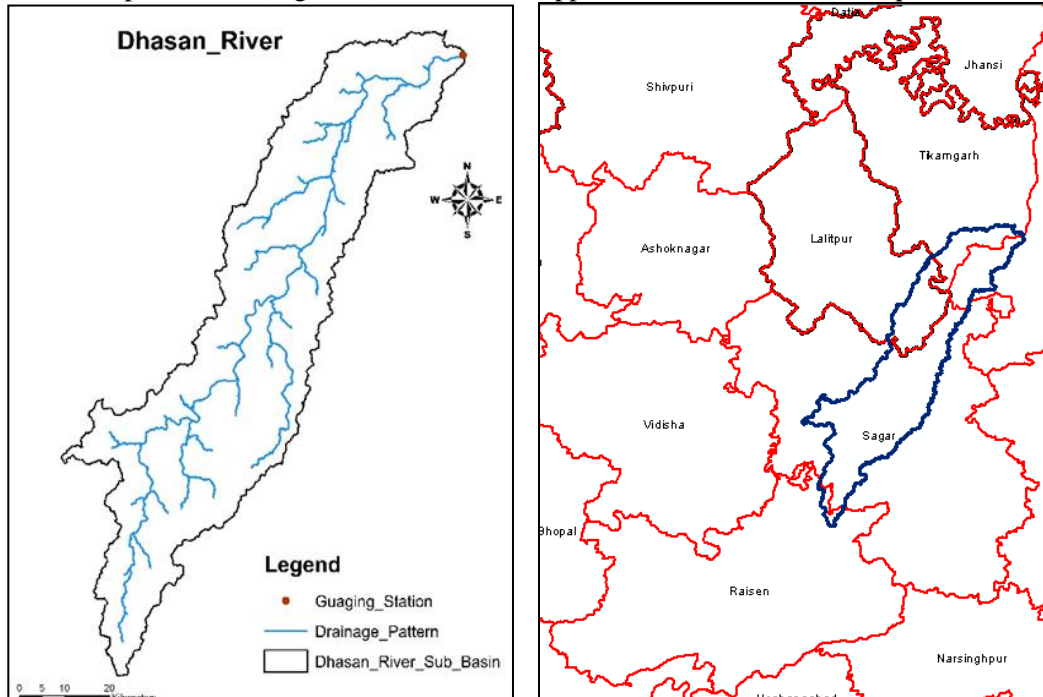 Dhasan_River
N
W E
S
Legend
Guaging_Station
Drainage_Pattern
Dhasan_River_Sub_Basin
0 5 10 20
Datia
Jhansi
Shivpuri
Tikamgarh
Lalitpur
Ashoknagar
Vidisha
Sagar
Bhopal
Raisen
Narsinghpur